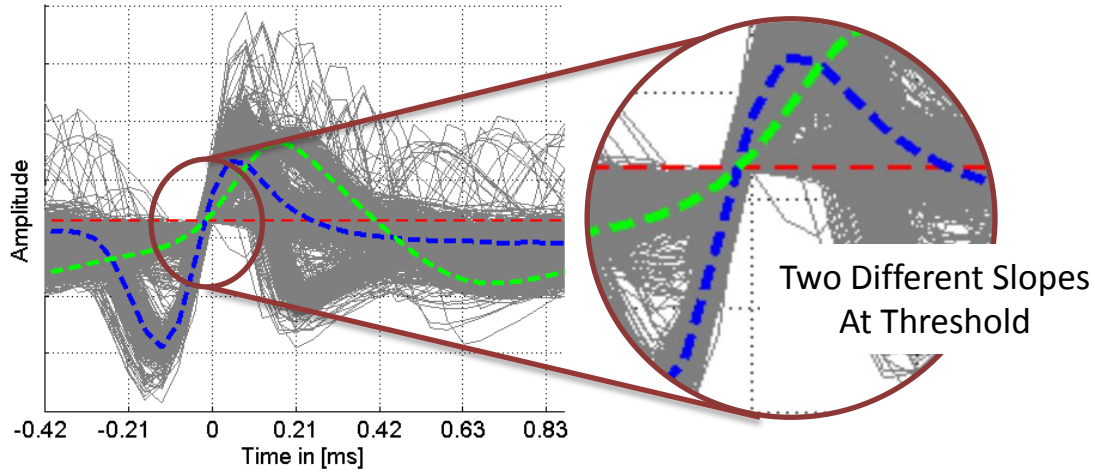 Amplitude
-0.42 -0.21 0 0.21 0.42 0.63 0.83
Time in [ms]
Two Different Slopes
At Threshold